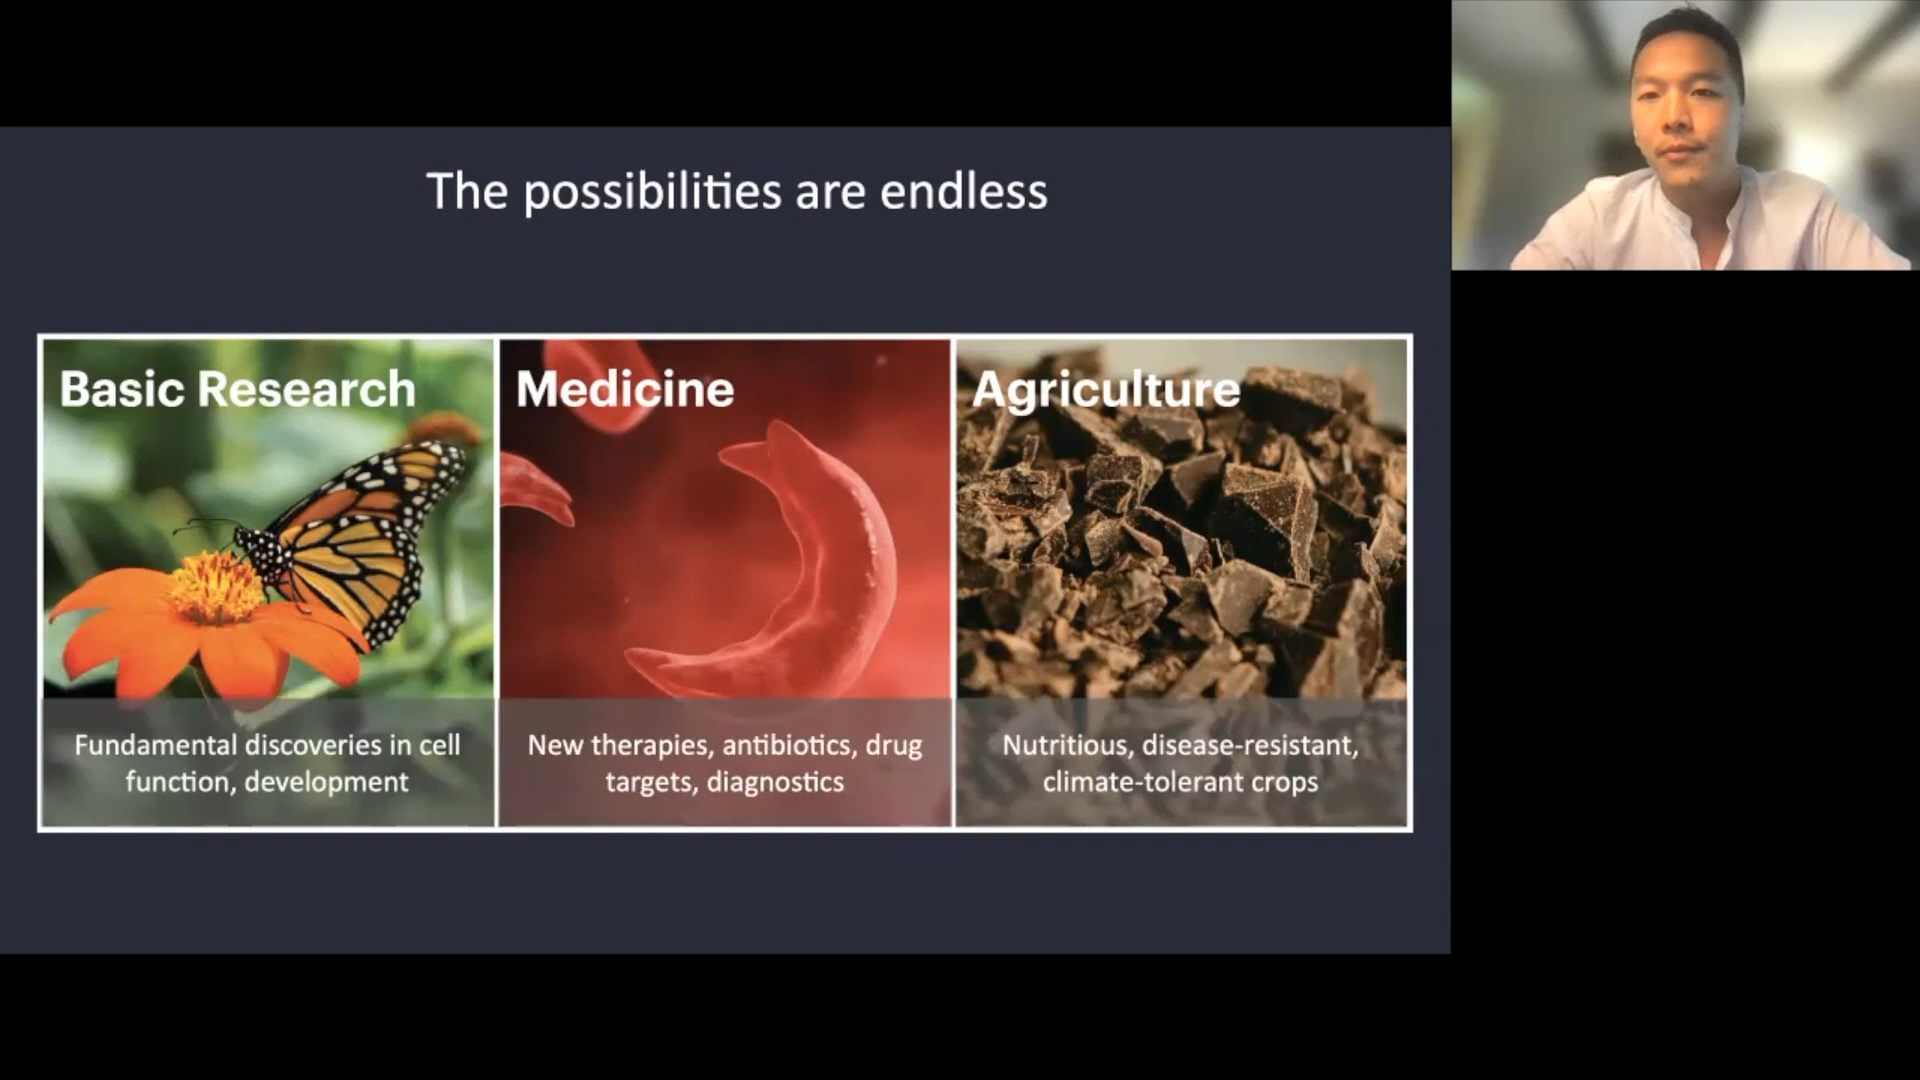 The possibilities are endless
Basic Research
Medicine
Agriculture
Fundamental discoveries in cell
function, development
New therapies, antibiotics, drug
targets, diagnostics
Nutritious, disease-resistant,
climate-tolerant crops